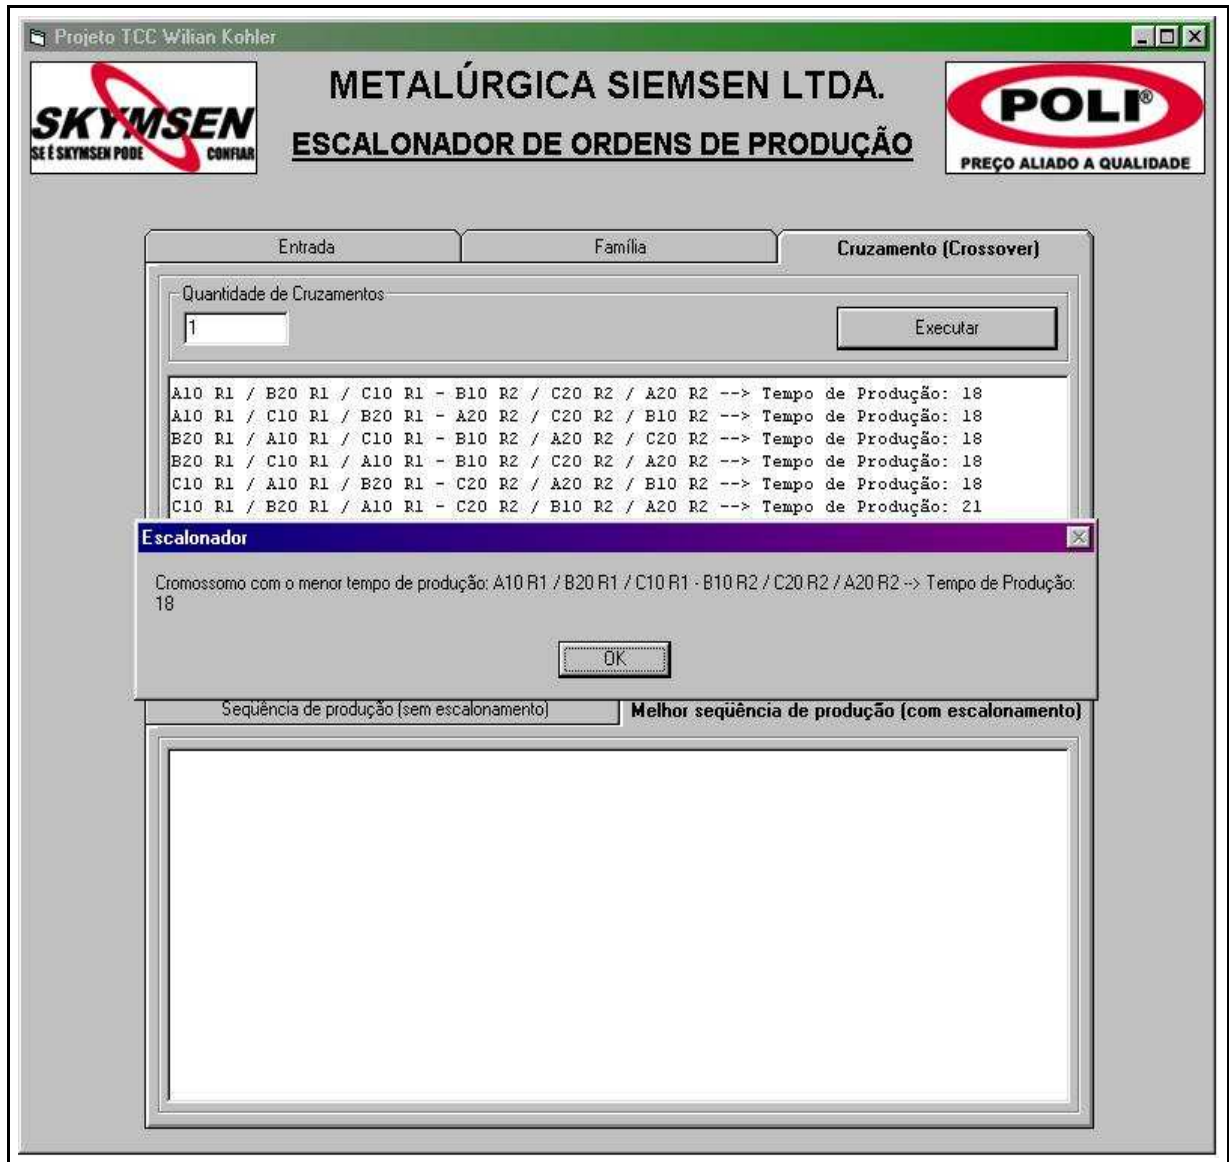 Projeto TCC Wilian Kohler
SKYMSEN
SE É SKYMSEN PODE CONFIAR
METALÚRGICA SIEMSEN LTDA.
ESCALONADOR DE ORDENS DE PRODUÇÃO
POLI®
PREÇO ALIADO A QUALIDADE
Entrada
Família
Cruzamento (Crossover)
Quantidade de Cruzamentos
1
Executar
A10 R1 / B20 R1 / C10 R1 - B10 R2 / C20 R2 / A20 R2 --> Tempo de Produção: 18
A10 R1 / C10 R1 / B20 R1 - A20 R2 / C20 R2 / B10 R2 --> Tempo de Produção: 18
B20 R1 / A10 R1 / C10 R1 - B10 R2 / A20 R2 / C20 R2 --> Tempo de Produção: 18
B20 R1 / C10 R1 / A10 R1 - B10 R2 / C20 R2 / A20 R2 --> Tempo de Produção: 18
C10 R1 / A10 R1 / B20 R1 - C20 R2 / A20 R2 / B10 R2 --> Tempo de Produção: 18
C10 R1 / B20 R1 / A10 R1 - C20 R2 / B10 R2 / A20 R2 --> Tempo de Produção: 21
Escalonador
Cromossomo com o menor tempo de produção: A10 R1 / B20 R1 / C10 R1 - B10 R2 / C20 R2 / A20 R2 --> Tempo de Produção:
18
OK
Seqüência de produção (sem escalonamento)
Melhor seqüência de produção (com escalonamento)